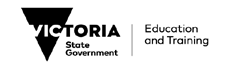 VICTORIA
State
Government
Education
and Training